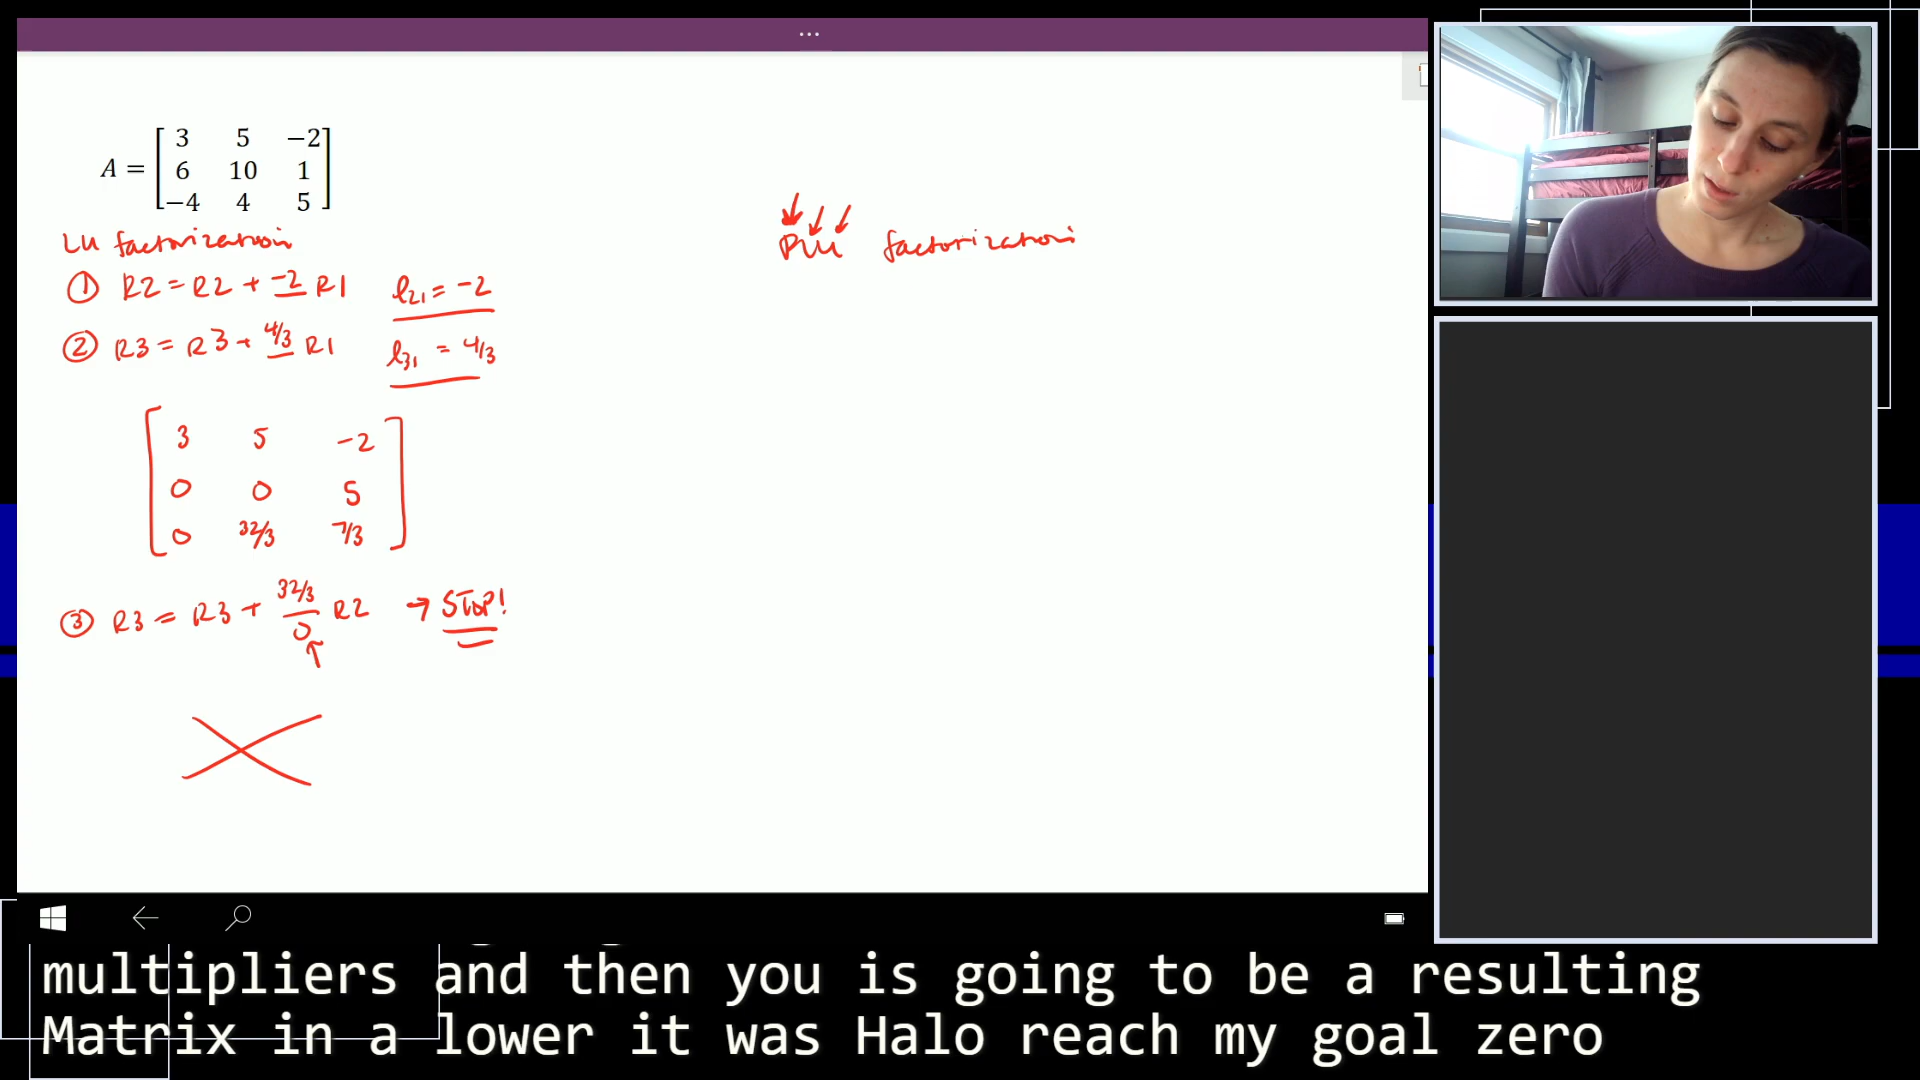 ...
A = [ 3 5 −2
6 10 1
−4 4 5 ]
LU factorization
① R2 = R2 + -2 R1 l21 = -2
② R3 = R3 + 4/3 R1 l31 = 4/3
[ 3 5 -2
0 0 5
0 32/3 7/3 ]
③ R3 = R3 + 32/3 / 0 R2 → STOP!
PLU factorization
multipliers and then you is going to be a resulting
Matrix in a lower it was Halo reach my goal zero